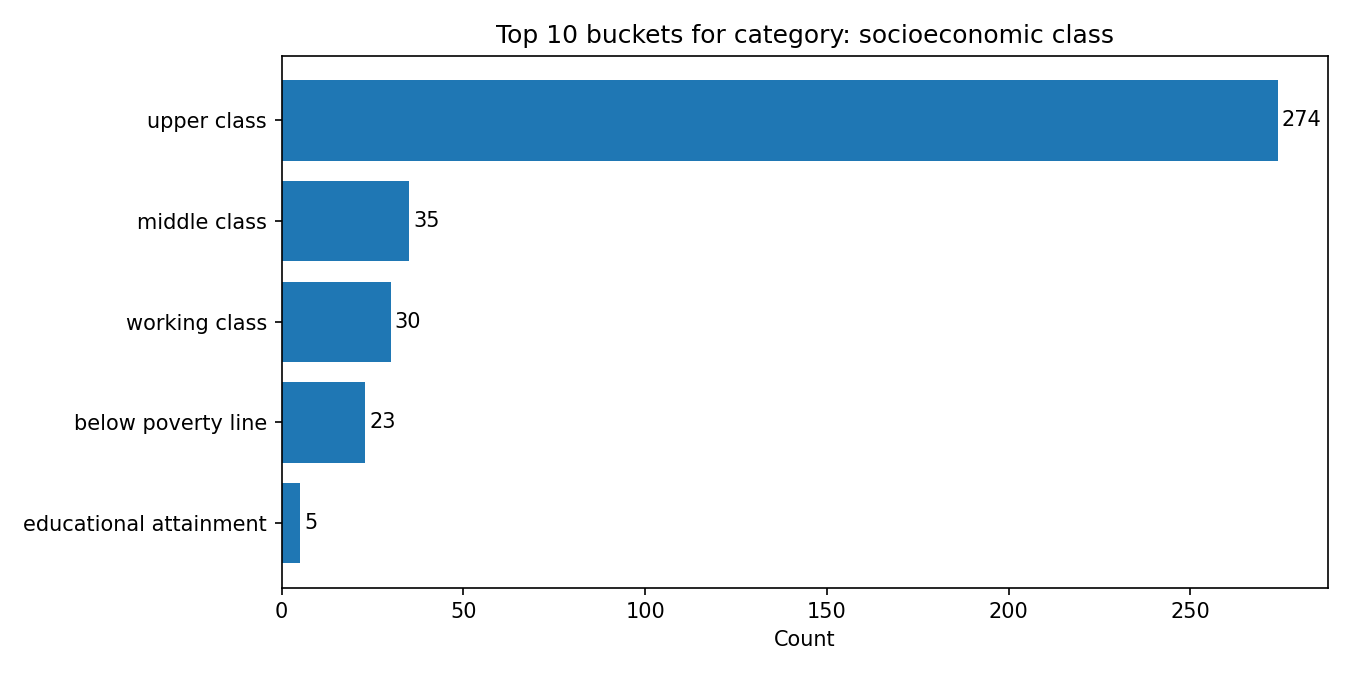 Top 10 buckets for category: socioeconomic class
upper class
274
middle class
35
working class
30
below poverty line
23
educational attainment
5
0 50 100 150 200 250
Count